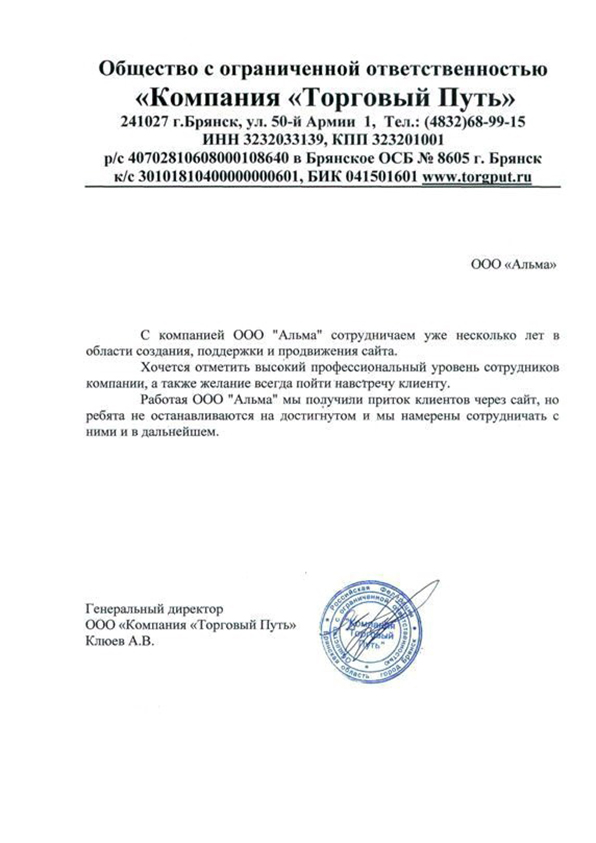 Общество с ограниченной ответственностью
«Компания «Торговый Путь»
241027 г.Брянск, ул. 50-й Армии 1, Тел.: (4832)68-99-15
ИНН 3232033139, КПП 323201001
р/с 40702810608000108640 в Брянское ОСБ № 8605 г. Брянск
к/с 30101810400000000601, БИК 041501601 www.torgput.ru
ООО «Альма»
С компанией ООО "Альма" сотрудничаем уже несколько лет в
области создания, поддержки и продвижения сайта.
Хочется отметить высокий профессиональный уровень сотрудников
компании, а также желание всегда пойти навстречу клиенту.
Работая ООО "Альма" мы получили приток клиентов через сайт, но
ребята не останавливаются на достигнутом и мы намерены сотрудничать с
ними и в дальнейшем.
Генеральный директор
ООО «Компания «Торговый Путь»
Клюев А.В.
Российская Федерация
Брянская область город Брянск
Общество с ограниченной ответственностью
"Компания
Торговый
Путь"